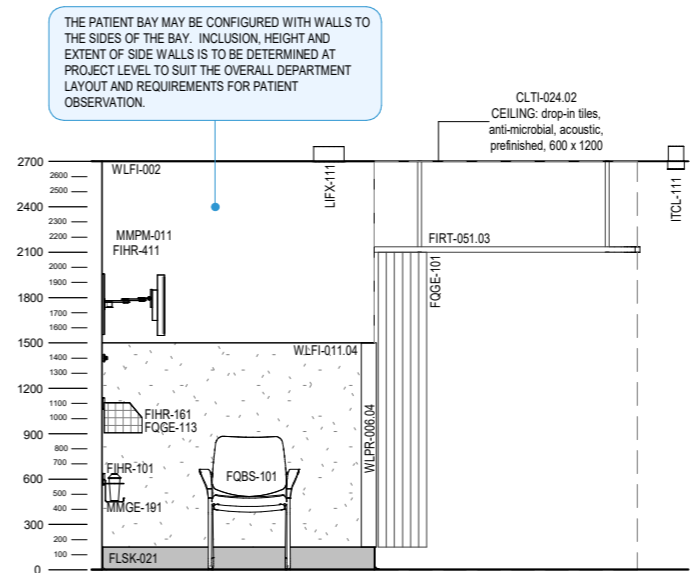 THE PATIENT BAY MAY BE CONFIGURED WITH WALLS TO
THE SIDES OF THE BAY.  INCLUSION, HEIGHT AND
EXTENT OF SIDE WALLS IS TO BE DETERMINED AT
PROJECT LEVEL TO SUIT THE OVERALL DEPARTMENT
LAYOUT AND REQUIREMENTS FOR PATIENT
OBSERVATION.
CLTI-024.02
CEILING: drop-in tiles,
anti-microbial, acoustic,
prefinished, 600 x 1200
2700
2600
2500
2400
2300
2200
2100
2000
1900
1800
1700
1600
1500
1400
1300
1200
1100
1000
900
800
700
600
500
400
300
200
100
0
WLFI-002
LIFX-111
ITCL-111
MMPM-011
FIHR-411
FIRT-051.03
FQGE-101
WLFI-011.04
FIHR-161
FQGE-113
WLPR-006.04
FIHR-101
FQBS-101
MMGE-191
FLSK-021